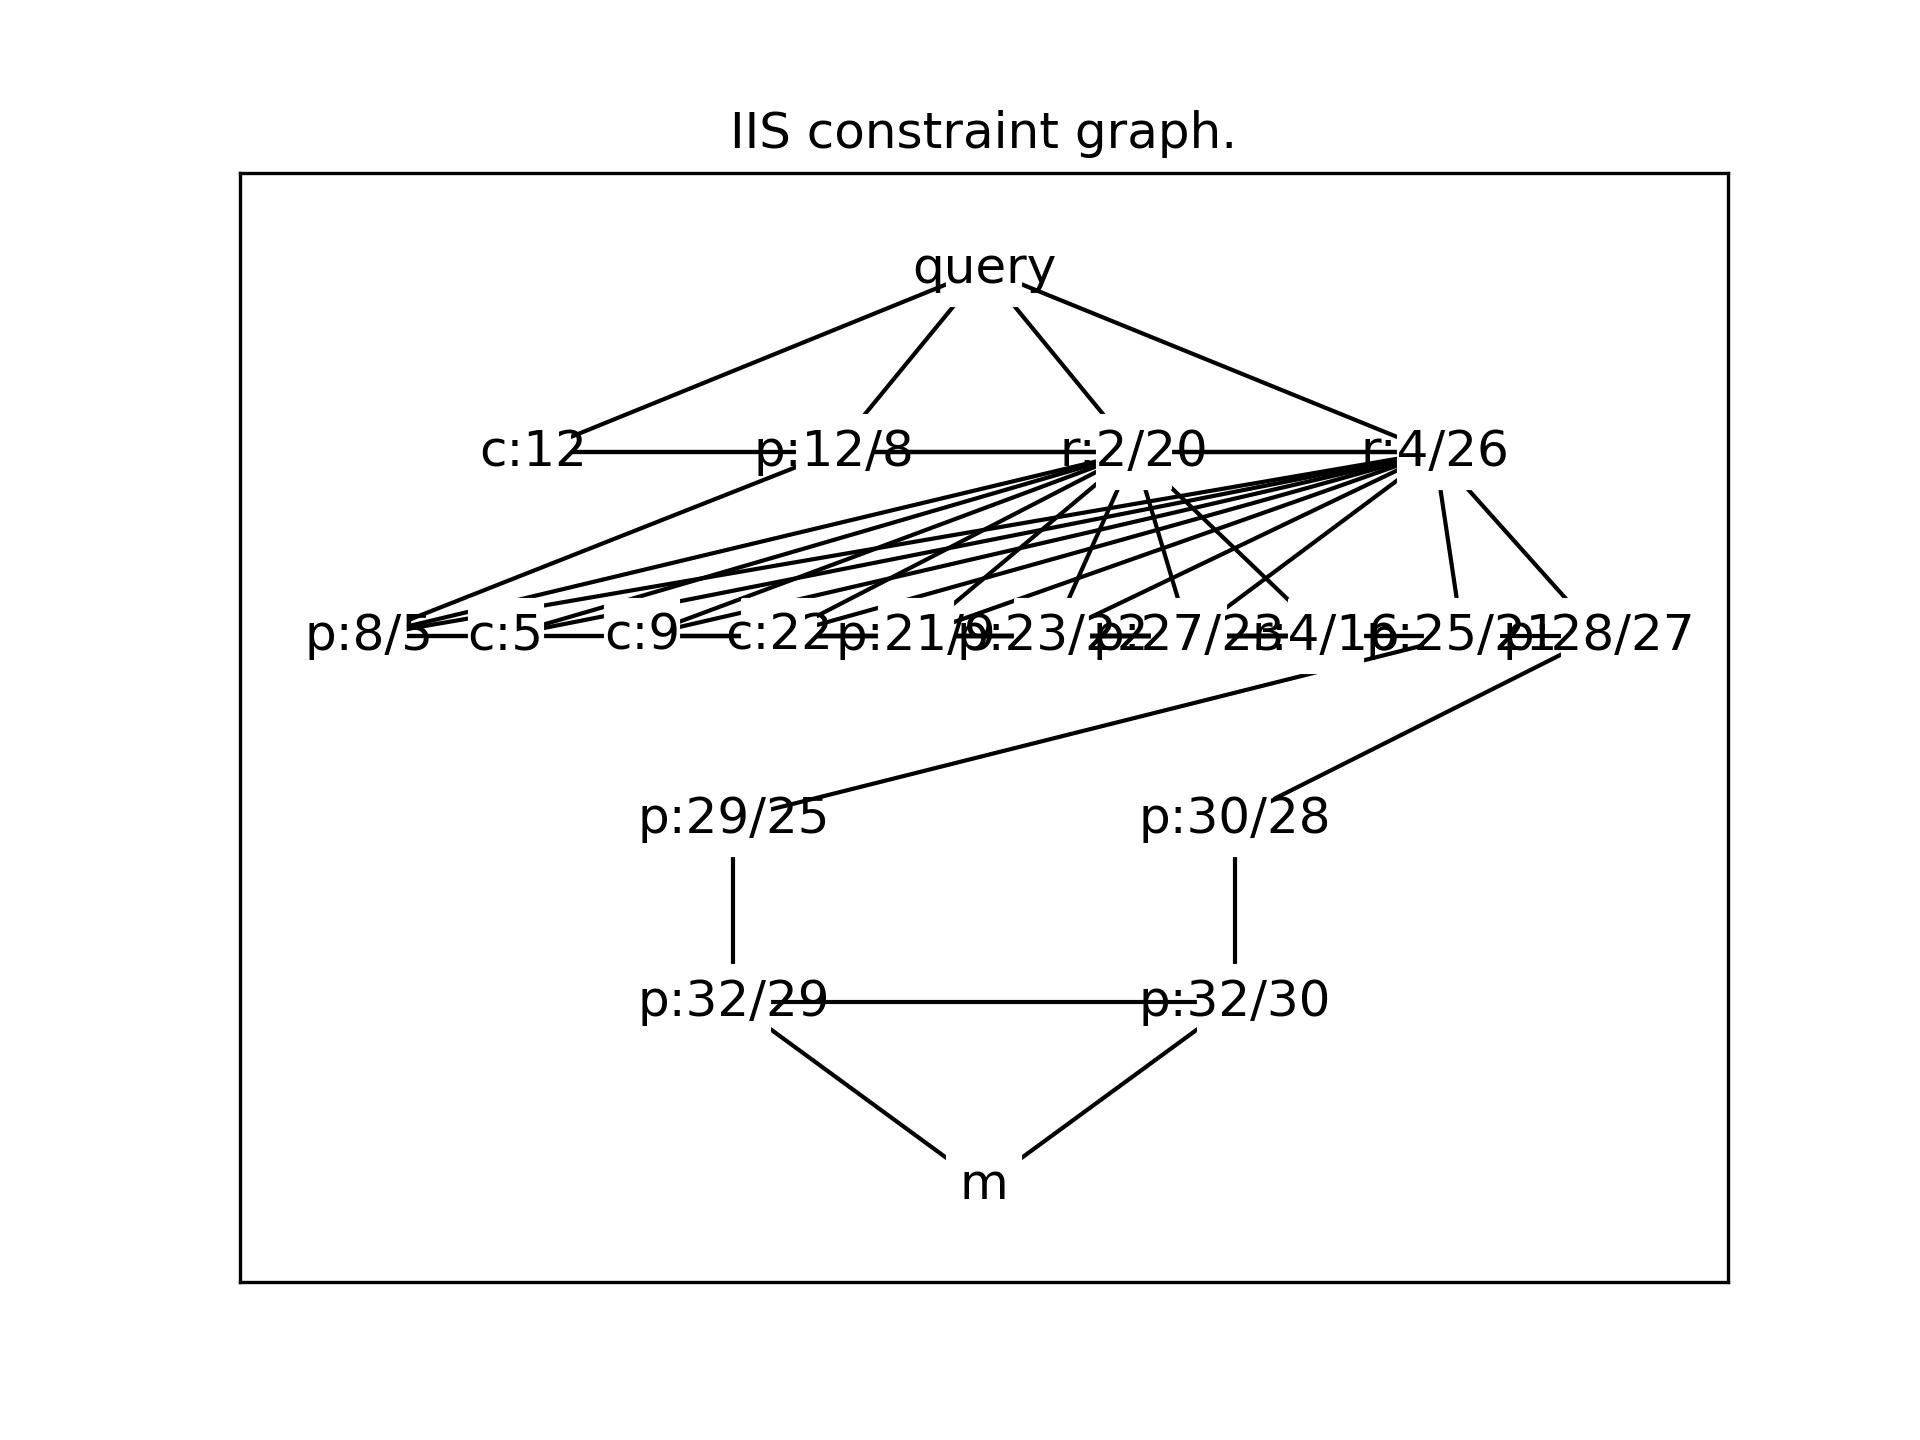 IIS constraint graph.
query
c:12 p:12/8 r:2/20 r:4/26
p:8/5 c:5 c:9 c:22 p:21/9 p:23/22 p:27/23 r:4/16 p:25/21 p:28/27
p:29/25 p:30/28
p:32/29 p:32/30
m